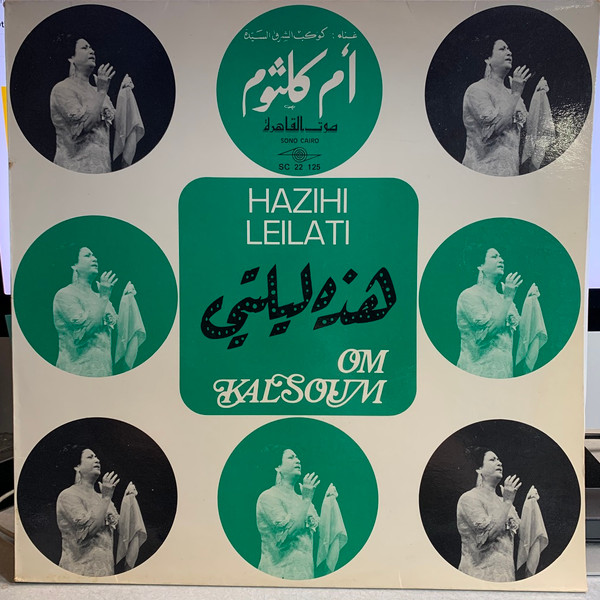 غناء : كوكب الشرق السيدة
أم كلثوم
صوت القاهرة
SONO CAIRO
SC 22 125
HAZIHI
LEILATI
هذه ليلتي
OM
KALSOUM